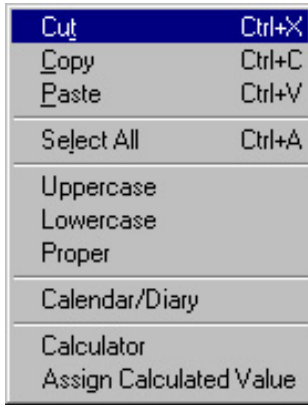 Cut Ctrl+X
Copy Ctrl+C
Paste Ctrl+V
Select All Ctrl+A
Uppercase
Lowercase
Proper
Calendar/Diary
Calculator
Assign Calculated Value